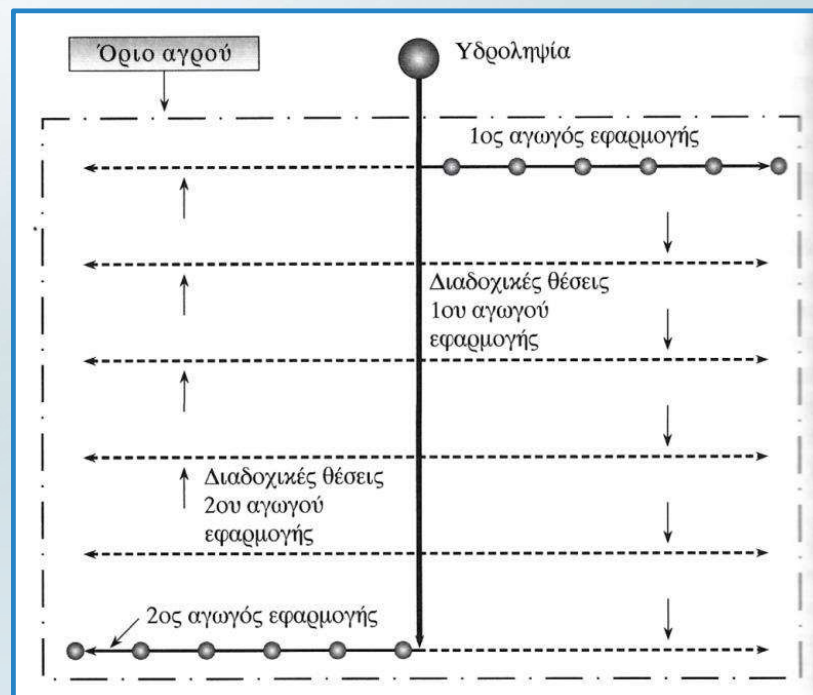 Όριο αγρού
Υδροληψία
1ος αγωγός εφαρμογής
Διαδοχικές θέσεις
1ου αγωγού
εφαρμογής
Διαδοχικές θέσεις
2ου αγωγού
εφαρμογής
2ος αγωγός εφαρμογής